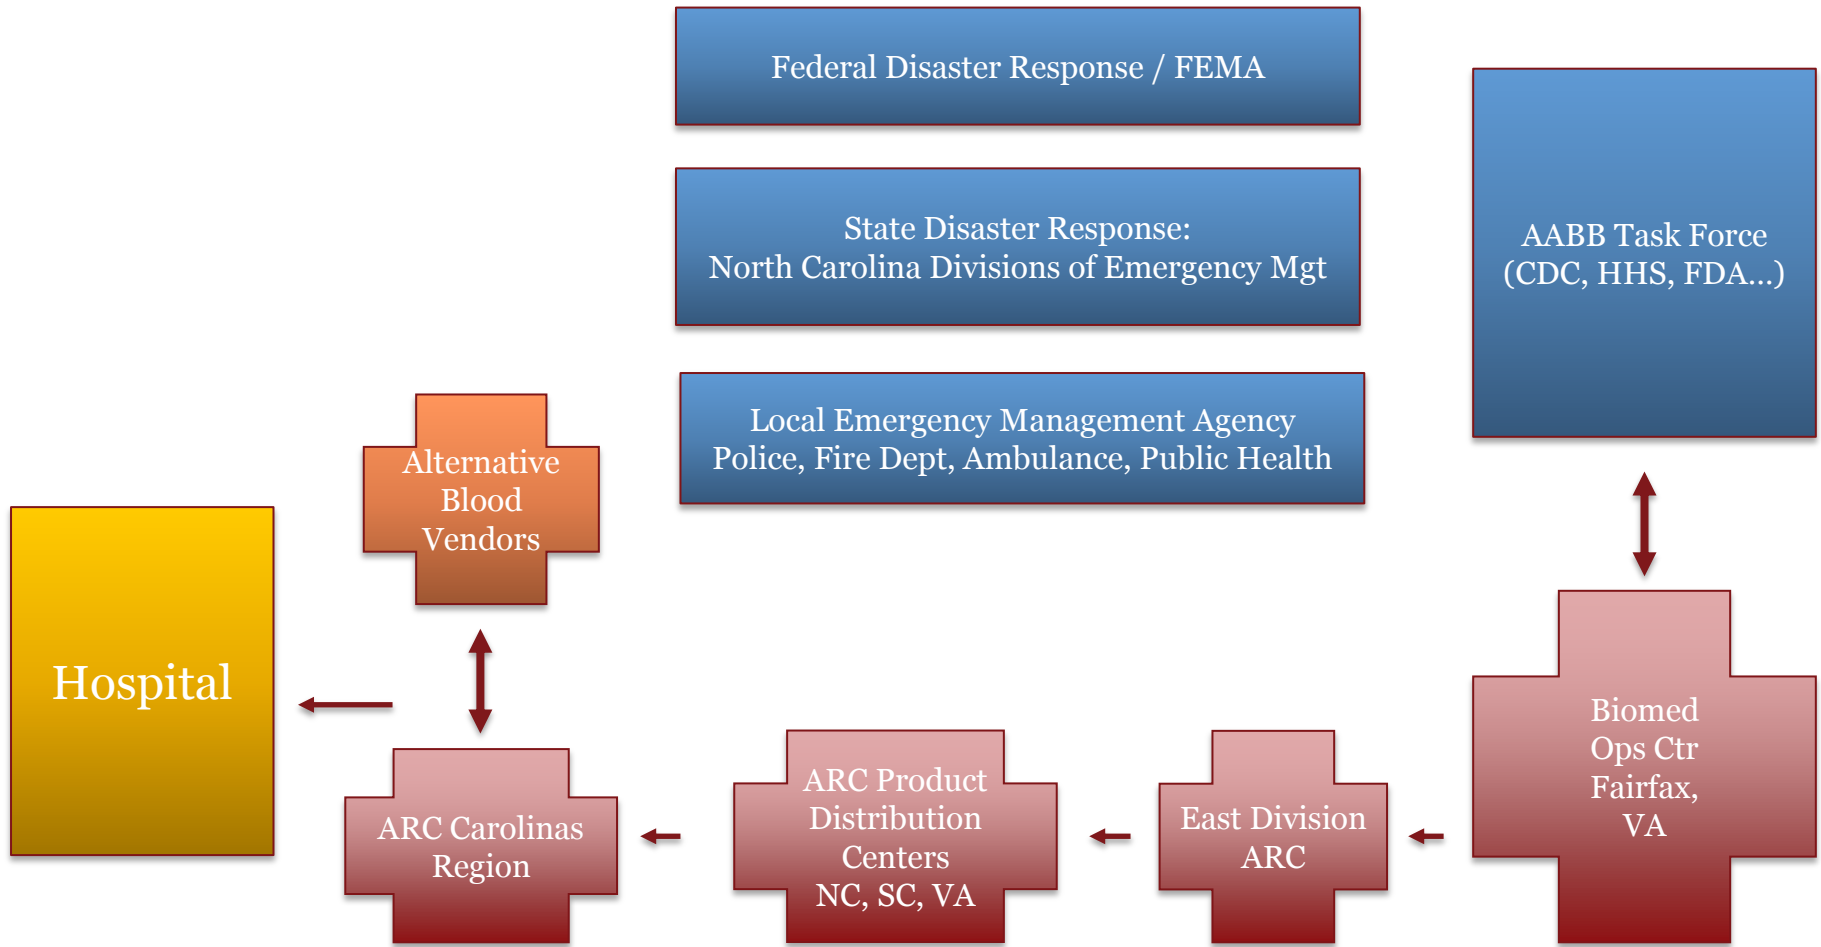 Federal Disaster Response / FEMA
State Disaster Response:
North Carolina Divisions of Emergency Mgt
AABB Task Force
(CDC, HHS, FDA...)
Local Emergency Management Agency
Police, Fire Dept, Ambulance, Public Health
Alternative
Blood
Vendors
Hospital
ARC Carolinas
Region
ARC Product
Distribution
Centers
NC, SC, VA
East Division
ARC
Biomed
Ops Ctr
Fairfax,
VA